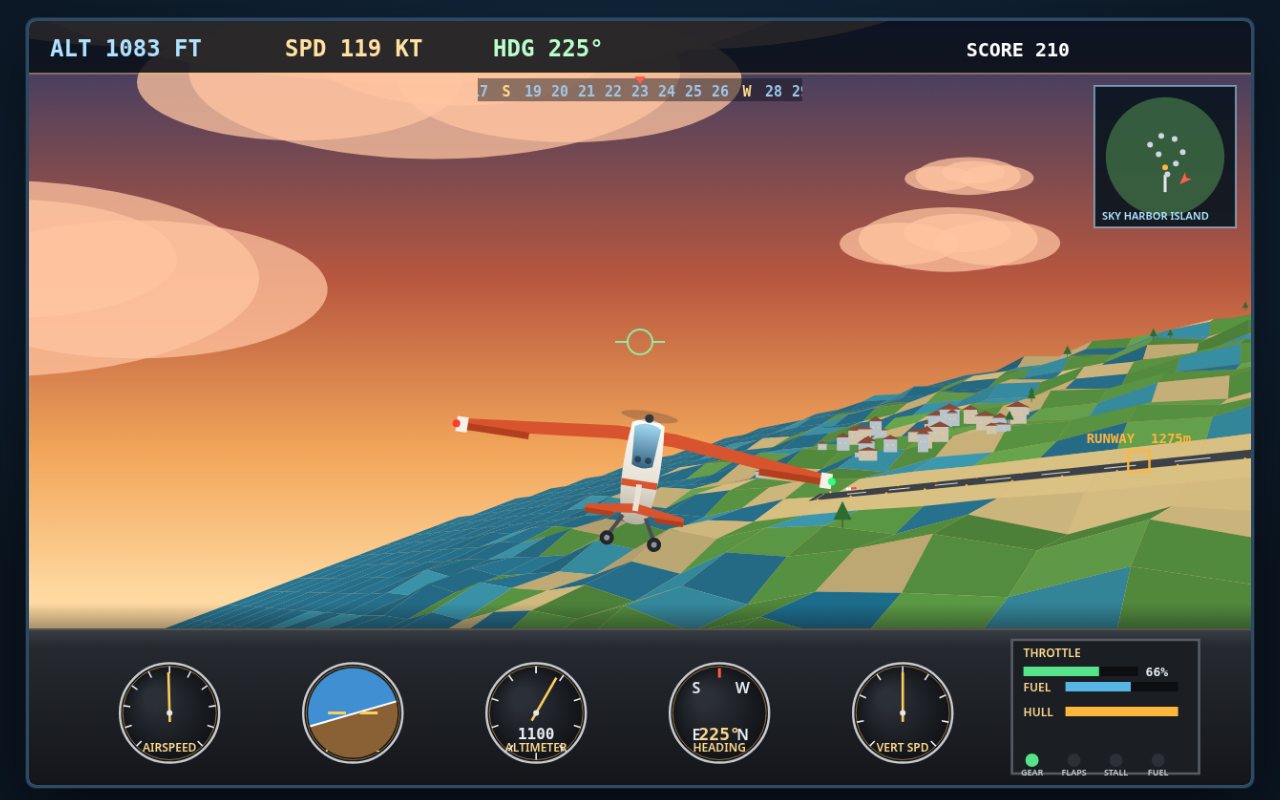 ALT 1083 FT SPD 119 KT HDG 225° SCORE 210
S 19 20 21 22 23 24 25 26 W 28
SKY HARBOR ISLAND
RUNWAY 1275m
AIRSPEED
1100
ALTIMETER
S W
E 225° N
HEADING
VERT SPD
THROTTLE
66%
FUEL
HULL
GEAR FLAPS STALL FUEL